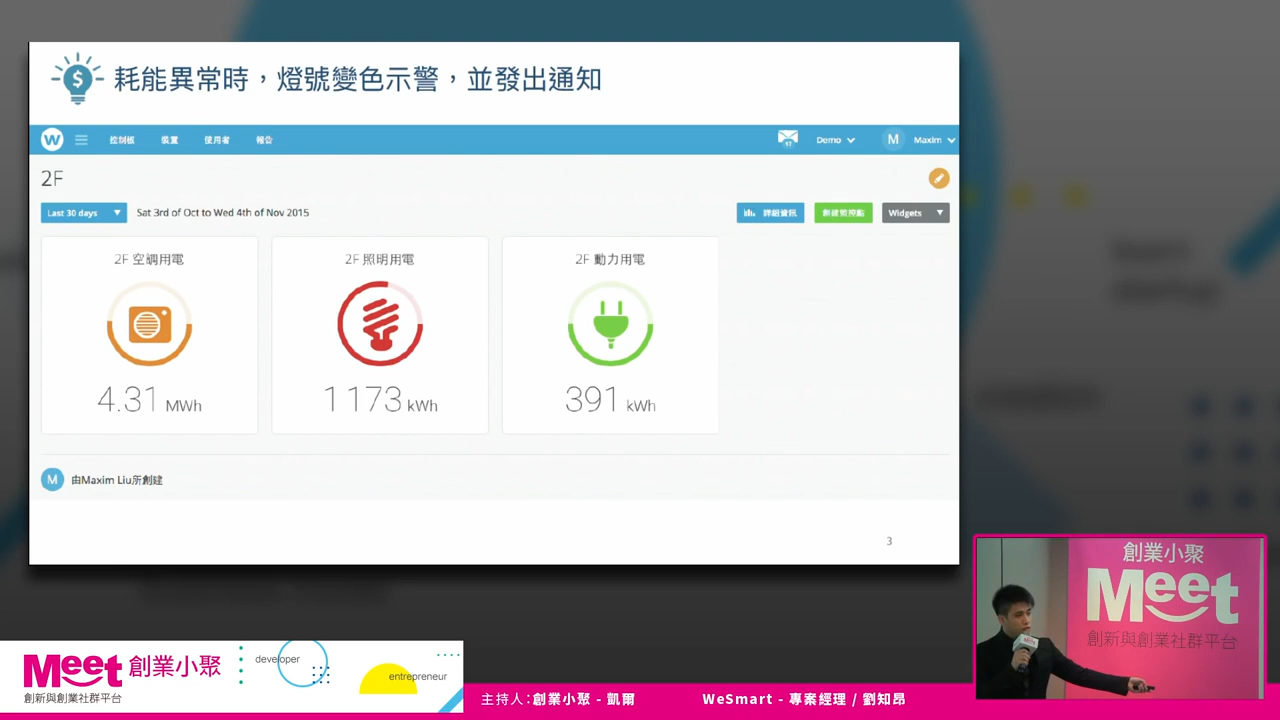 耗能異常時，燈號變色示警，並發出通知
W 控制板 裝置 使用者 報告 Demo M Maxim
2F
Last 30 days Sat 3rd of Oct to Wed 4th of Nov 2015 詳細資訊 創建監控點 Widgets
2F 空調用電 2F 照明用電 2F 動力用電
4.31 MWh 1173 kWh 391 kWh
M 由Maxim Liu所創建
3
創業小聚
Meet
創新與創業社群平台
Meet 創業小聚
創新與創業社群平台
developer
entrepreneur
主持人：創業小聚 - 凱爾 WeSmart - 專案經理 / 劉知昂